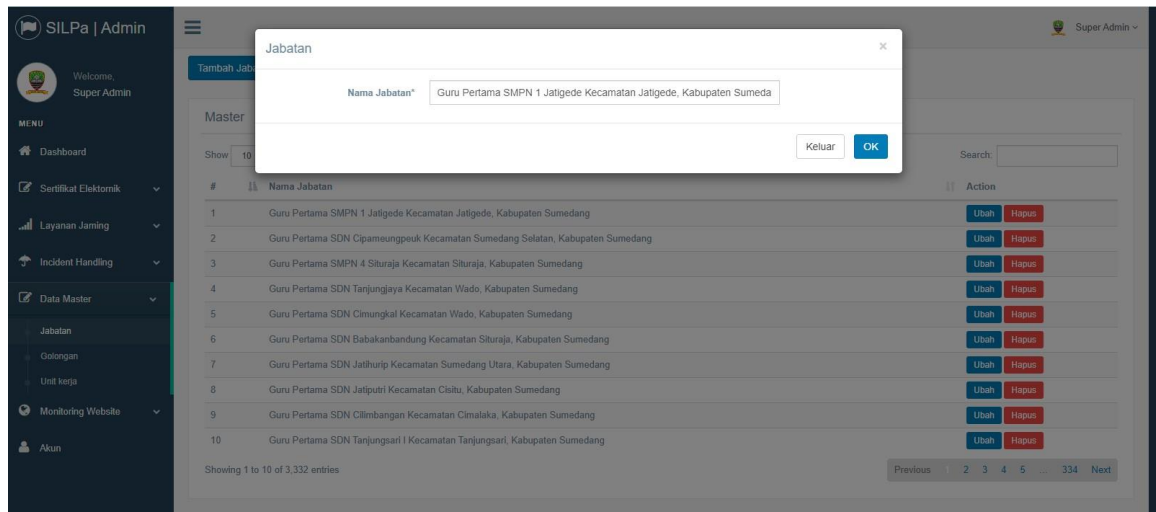 SILPa | Admin
Super Admin
Welcome,
Super Admin
MENU
Dashboard
Sertifikat Elektornik
Layanan Jaming
Incident Handling
Data Master
Jabatan
Golongan
Unit kerja
Monitoring Website
Akun
Jabatan ×
Nama Jabatan* Guru Pertama SMPN 1 Jatigede Kecamatan Jatigede, Kabupaten Sumeda
Keluar OK
Tambah Jab
Master
Show 10 Search:
# Nama Jabatan Action
1 Guru Pertama SMPN 1 Jatigede Kecamatan Jatigede, Kabupaten Sumedang Ubah Hapus
2 Guru Pertama SDN Cipameungpeuk Kecamatan Sumedang Selatan, Kabupaten Sumedang Ubah Hapus
3 Guru Pertama SMPN 4 Situraja Kecamatan Situraja, Kabupaten Sumedang Ubah Hapus
4 Guru Pertama SDN Tanjungjaya Kecamatan Wado, Kabupaten Sumedang Ubah Hapus
5 Guru Pertama SDN Cimungkal Kecamatan Wado, Kabupaten Sumedang Ubah Hapus
6 Guru Pertama SDN Babakanbandung Kecamatan Situraja, Kabupaten Sumedang Ubah Hapus
7 Guru Pertama SDN Jatihurip Kecamatan Sumedang Utara, Kabupaten Sumedang Ubah Hapus
8 Guru Pertama SDN Jatiputri Kecamatan Cisitu, Kabupaten Sumedang Ubah Hapus
9 Guru Pertama SDN Cilimbangan Kecamatan Cimalaka, Kabupaten Sumedang Ubah Hapus
10 Guru Pertama SDN Tanjungsari I Kecamatan Tanjungsari, Kabupaten Sumedang Ubah Hapus
Showing 1 to 10 of 3,332 entries Previous 1 2 3 4 5 ... 334 Next